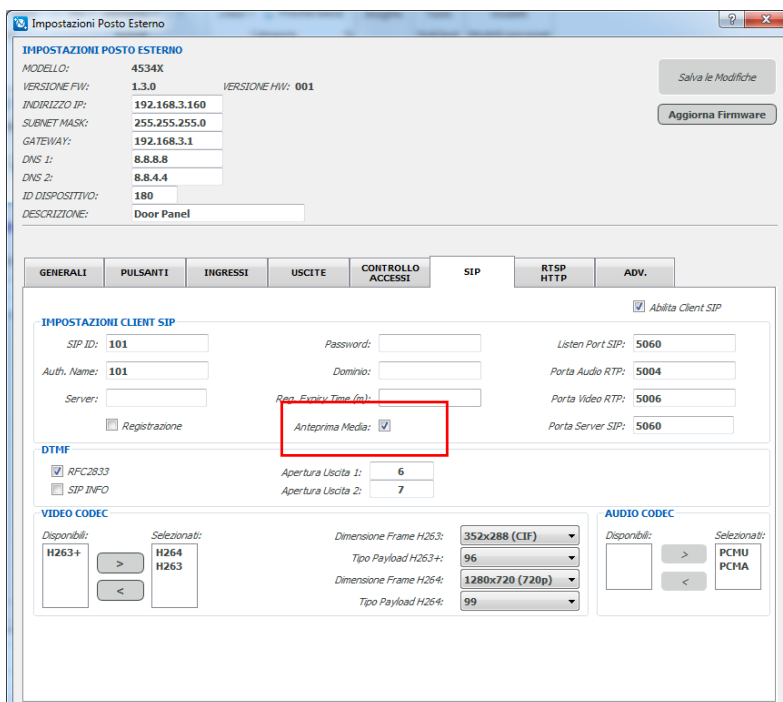 Impostazioni Posto Esterno
IMPOSTAZIONI POSTO ESTERNO
MODELLO: 4534X
VERSIONE FW: 1.3.0 VERSIONE HW: 001
Salva le Modifiche
INDIRIZZO IP: 192.168.3.160
Aggiorna Firmware
SUBNET MASK: 255.255.255.0
GATEWAY: 192.168.3.1
DNS 1: 8.8.8.8
DNS 2: 8.8.4.4
ID DISPOSITIVO: 180
DESCRIZIONE: Door Panel
GENERALI PULSANTI INGRESSI USCITE CONTROLLO ACCESSI SIP RTSP HTTP ADV.
Abilita Client SIP
IMPOSTAZIONI CLIENT SIP
SIP ID: 101 Password: Listen Port SIP: 5060
Auth. Name: 101 Dominio: Porta Audio RTP: 5004
Server: Reg. Expiry Time (m): Porta Video RTP: 5006
Registrazione Anteprima Media: Porta Server SIP: 5060
DTMF
RFC2833 Apertura Uscita 1: 6
SIP INFO Apertura Uscita 2: 7
VIDEO CODEC AUDIO CODEC
Disponibili: Selezionati: Dimensione Frame H263: 352x288 (CIF) Disponibili: Selezionati:
H263+ > H264 Tipo Payload H263+: 96 > PCMU
H263 PCMA
< Dimensione Frame H264: 1280x720 (720p) <
Tipo Payload H264: 99